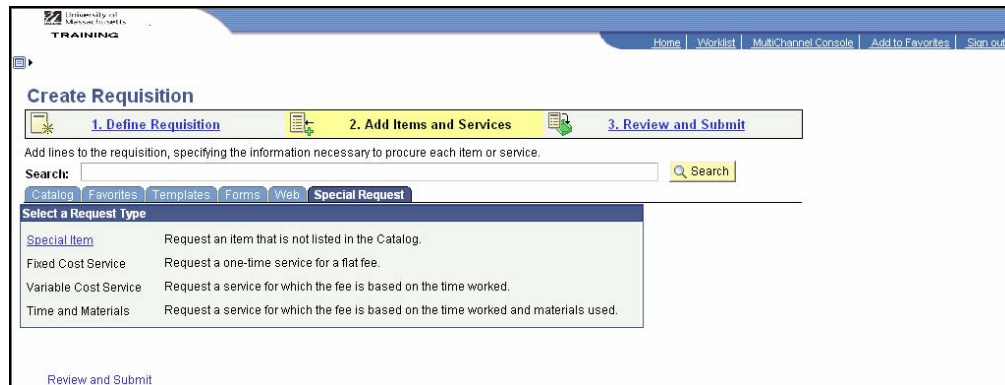 University of
Massachusetts
TRAINING
Home | Worklist | MultiChannel Console | Add to Favorites | Sign out
Create Requisition
1. Define Requisition 2. Add Items and Services 3. Review and Submit
Add lines to the requisition, specifying the information necessary to procure each item or service.
Search: Search
Catalog Favorites Templates Forms Web Special Request
Select a Request Type
Special Item Request an item that is not listed in the Catalog.
Fixed Cost Service Request a one-time service for a flat fee.
Variable Cost Service Request a service for which the fee is based on the time worked.
Time and Materials Request a service for which the fee is based on the time worked and materials used.
Review and Submit